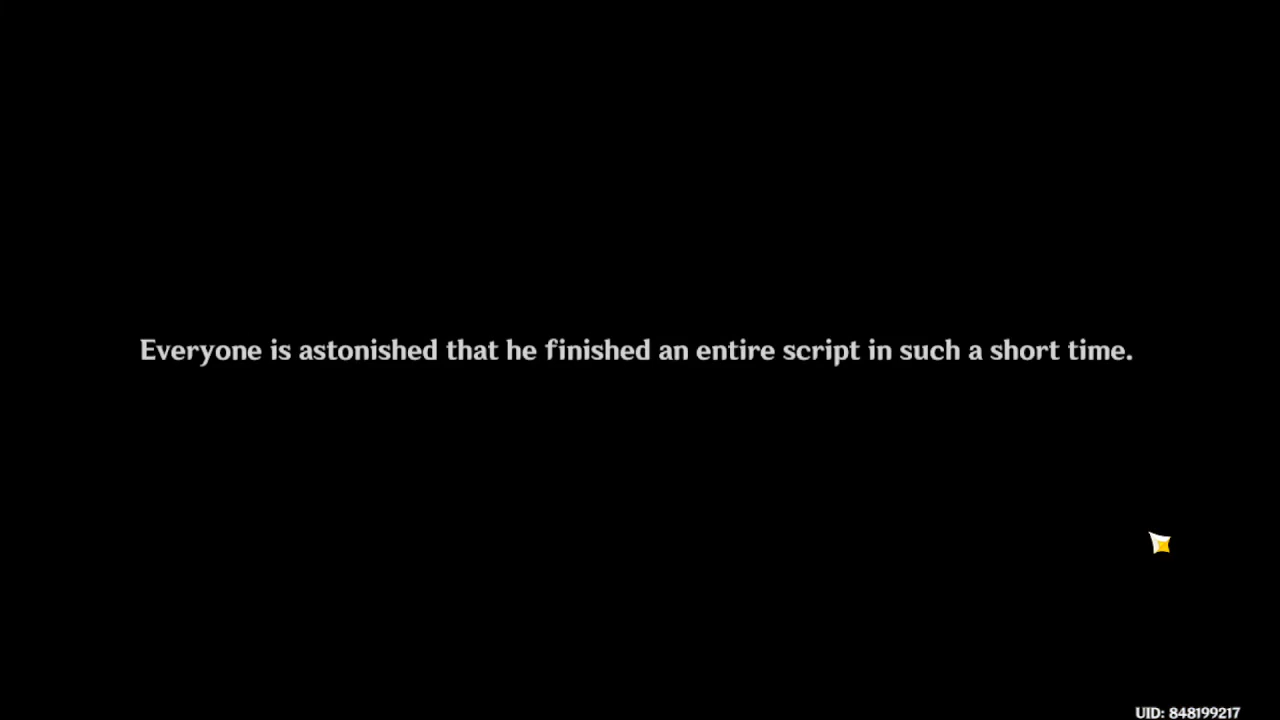 Everyone is astonished that he finished an entire script in such a short time.
UID: 848199217